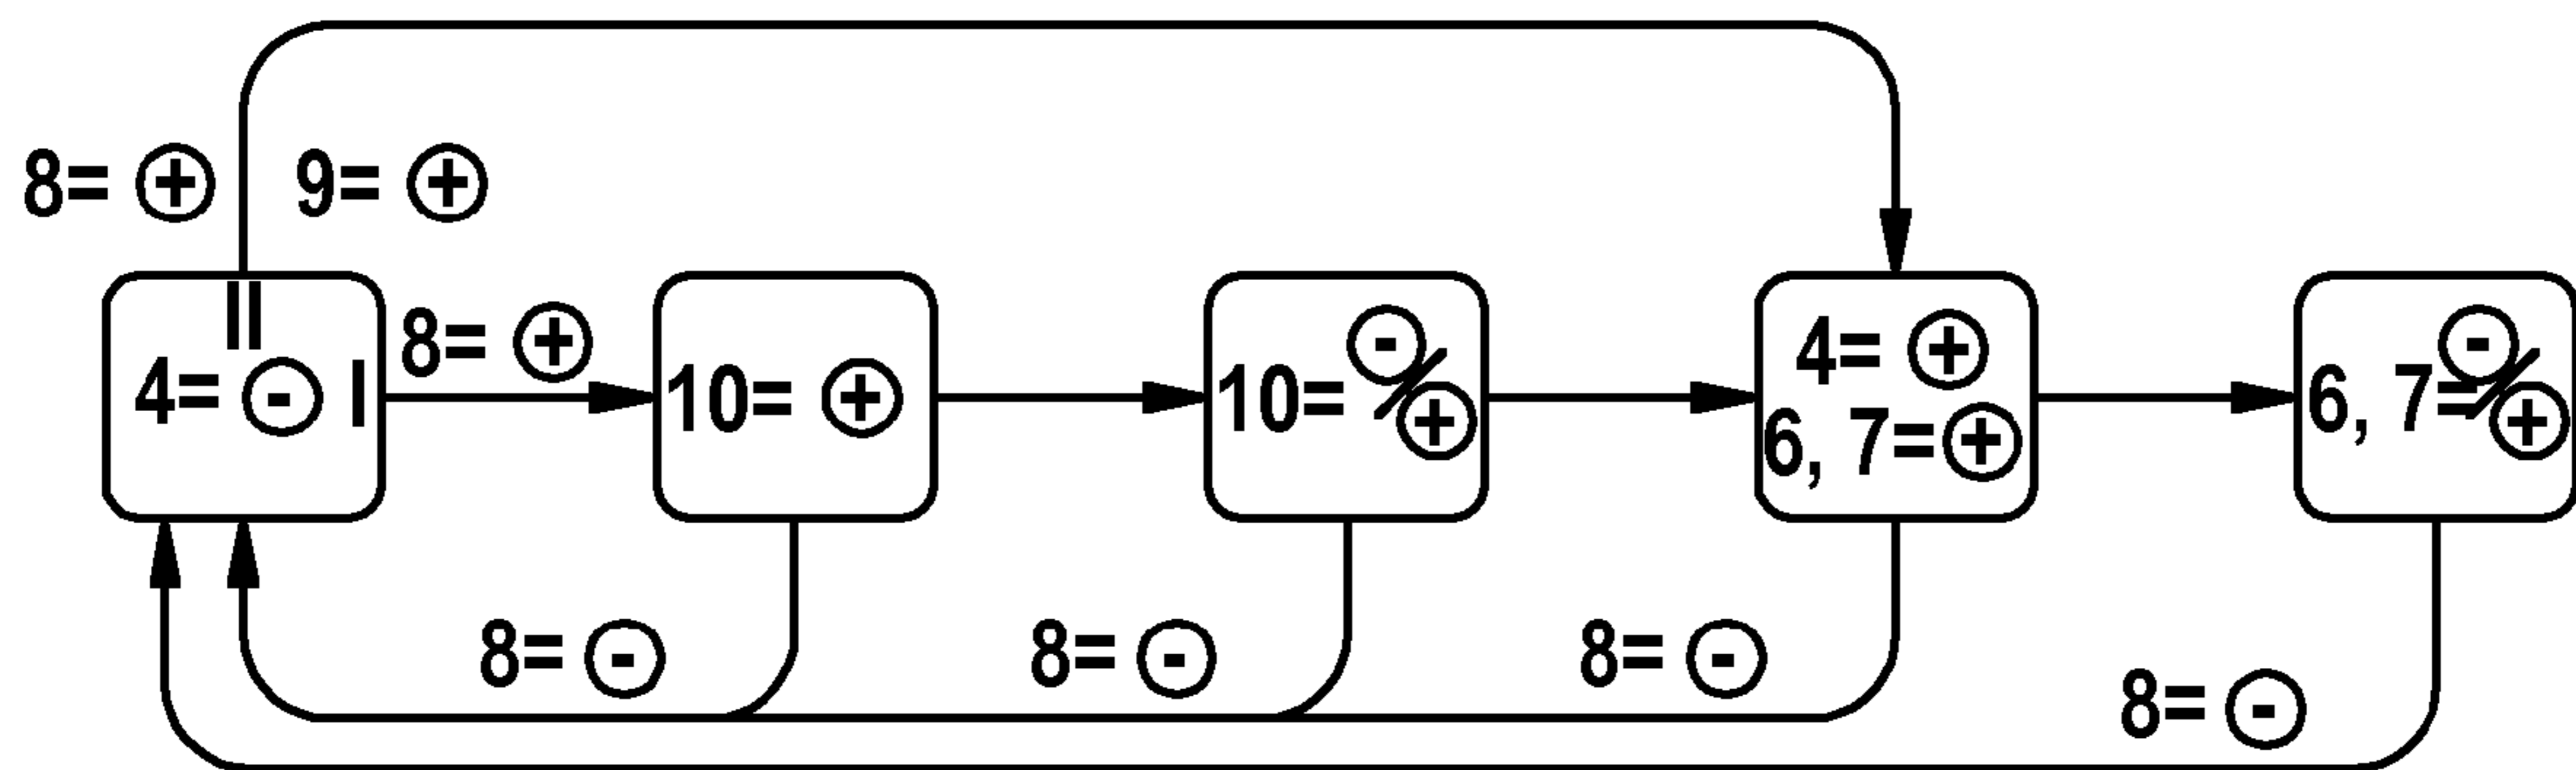 8= ⊕ 9= ⊕
II
4= ⊖ I
8= ⊕
10= ⊕
10= ⊖/⊕
4= ⊕
6, 7= ⊕
6, 7= ⊖/⊕
8= ⊖
8= ⊖
8= ⊖
8= ⊖